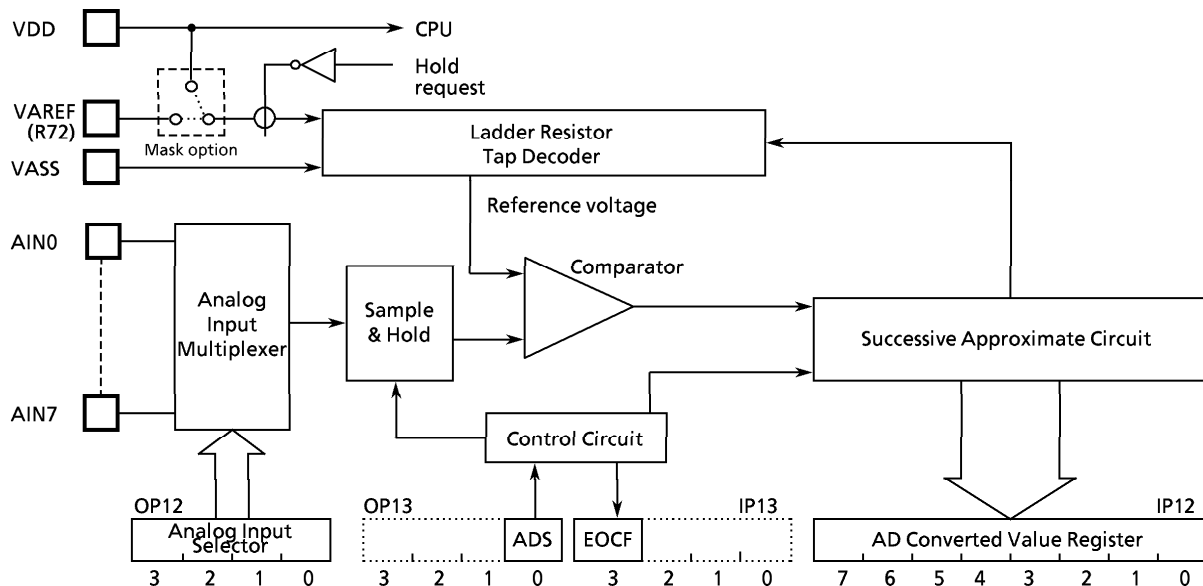 VDD
CPU
Hold
request
VAREF
(R72)
Mask option
VASS
Ladder Resistor
Tap Decoder
Reference voltage
AIN0
AIN7
Analog
Input
Multiplexer
Sample
& Hold
Comparator
Successive Approximate Circuit
Control Circuit
OP12
Analog Input
Selector
3 2 1 0
OP13
ADS
3 2 1 0
IP13
EOCF
3 2 1 0
IP12
AD Converted Value Register
7 6 5 4 3 2 1 0